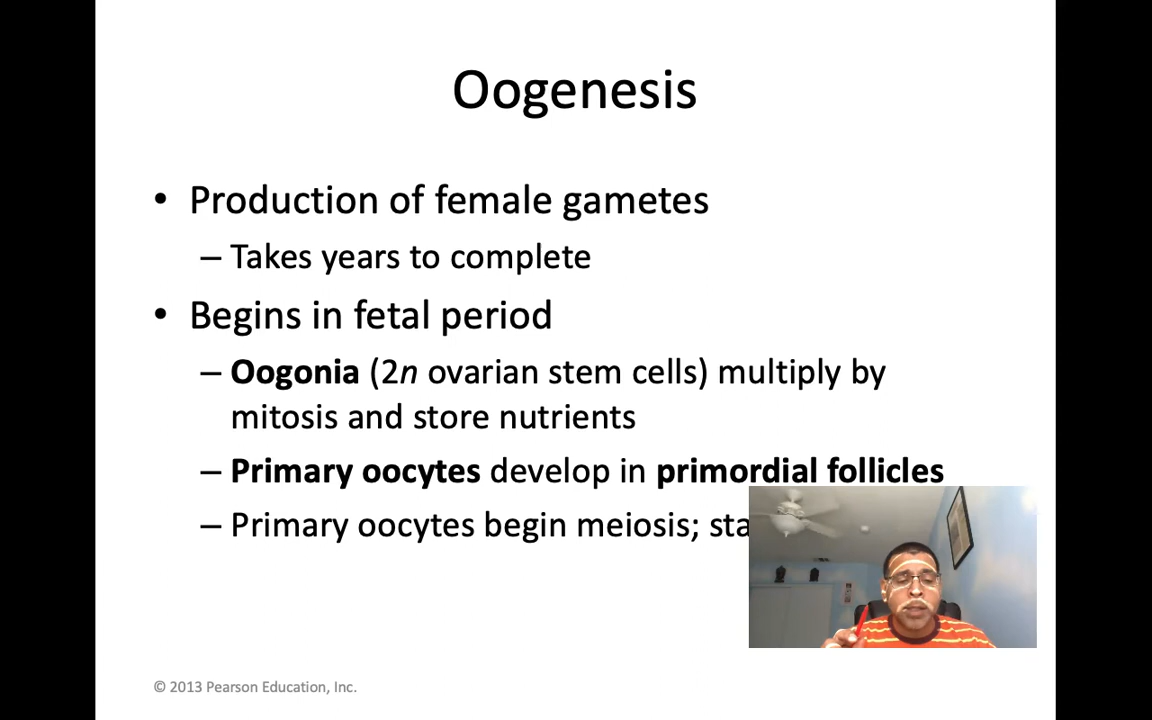 Oogenesis
• Production of female gametes
– Takes years to complete
• Begins in fetal period
– Oogonia (2n ovarian stem cells) multiply by
mitosis and store nutrients
– Primary oocytes develop in primordial follicles
– Primary oocytes begin meiosis;
© 2013 Pearson Education, Inc.